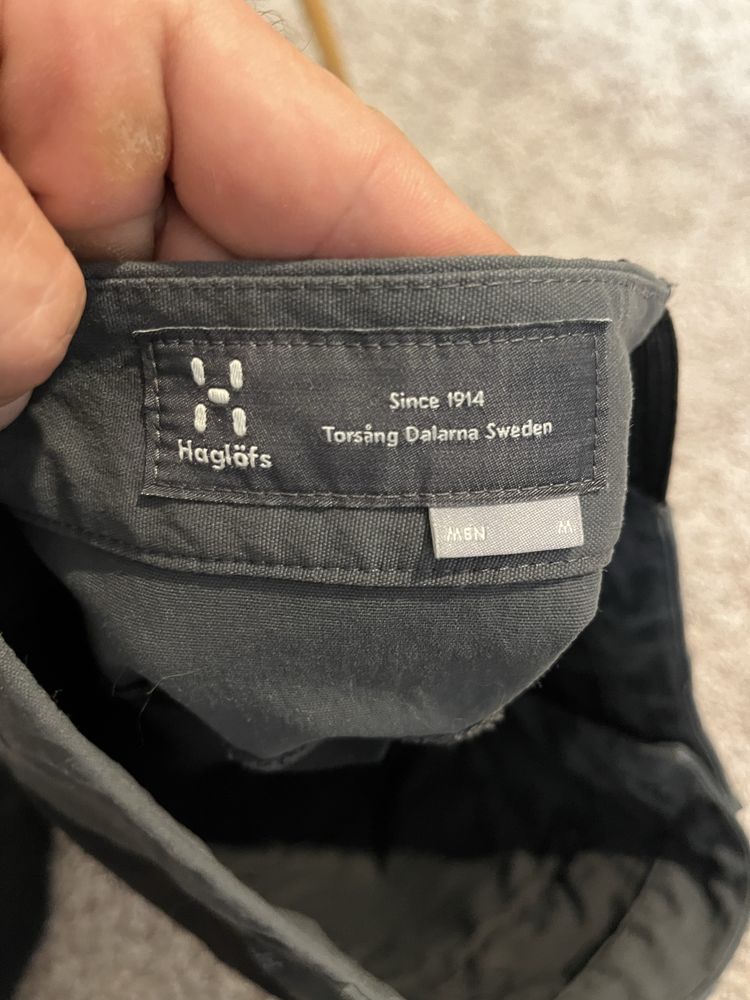 Haglöfs
Since 1914
Torsång Dalarna Sweden
MEN M